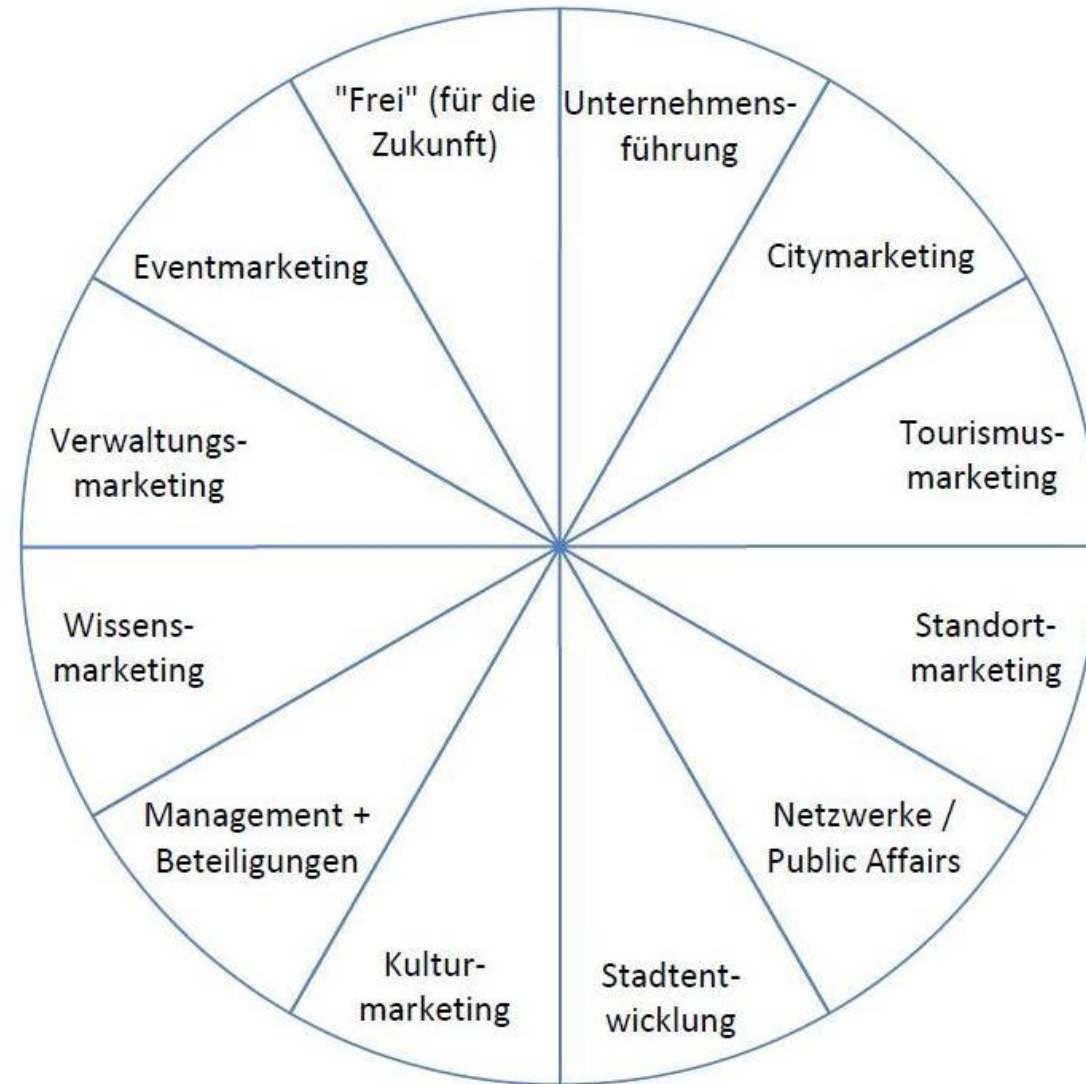 "Frei" (für die
Zukunft)
Unternehmens-
führung
Citymarketing
Tourismus-
marketing
Standort-
marketing
Netzwerke /
Public Affairs
Stadtent-
wicklung
Kultur-
marketing
Management +
Beteiligungen
Wissens-
marketing
Verwaltungs-
marketing
Eventmarketing